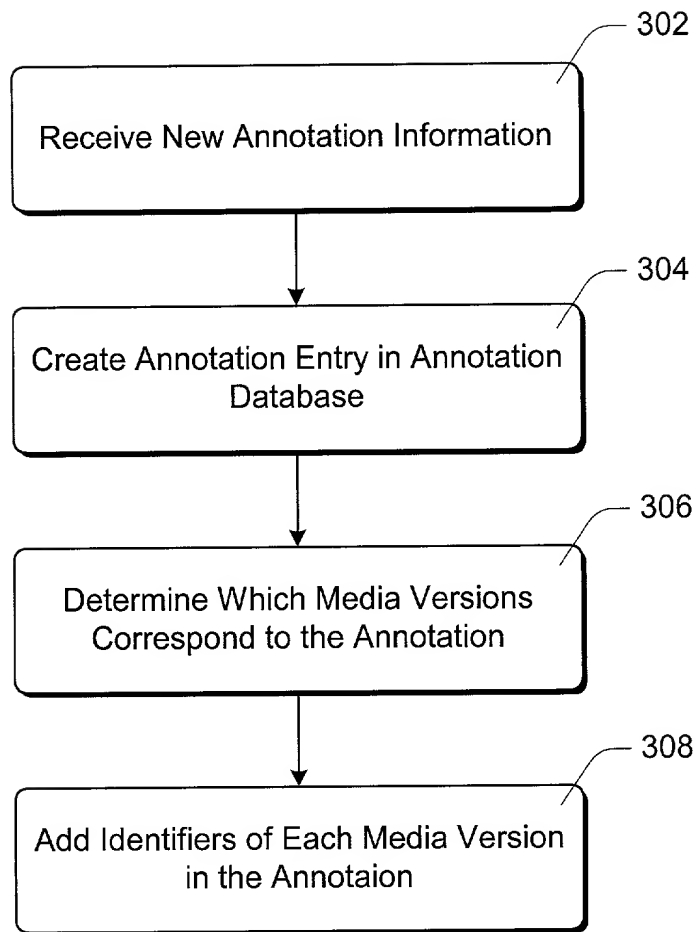 302
Receive New Annotation Information
304
Create Annotation Entry in Annotation
Database
306
Determine Which Media Versions
Correspond to the Annotation
308
Add Identifiers of Each Media Version
in the Annotaion